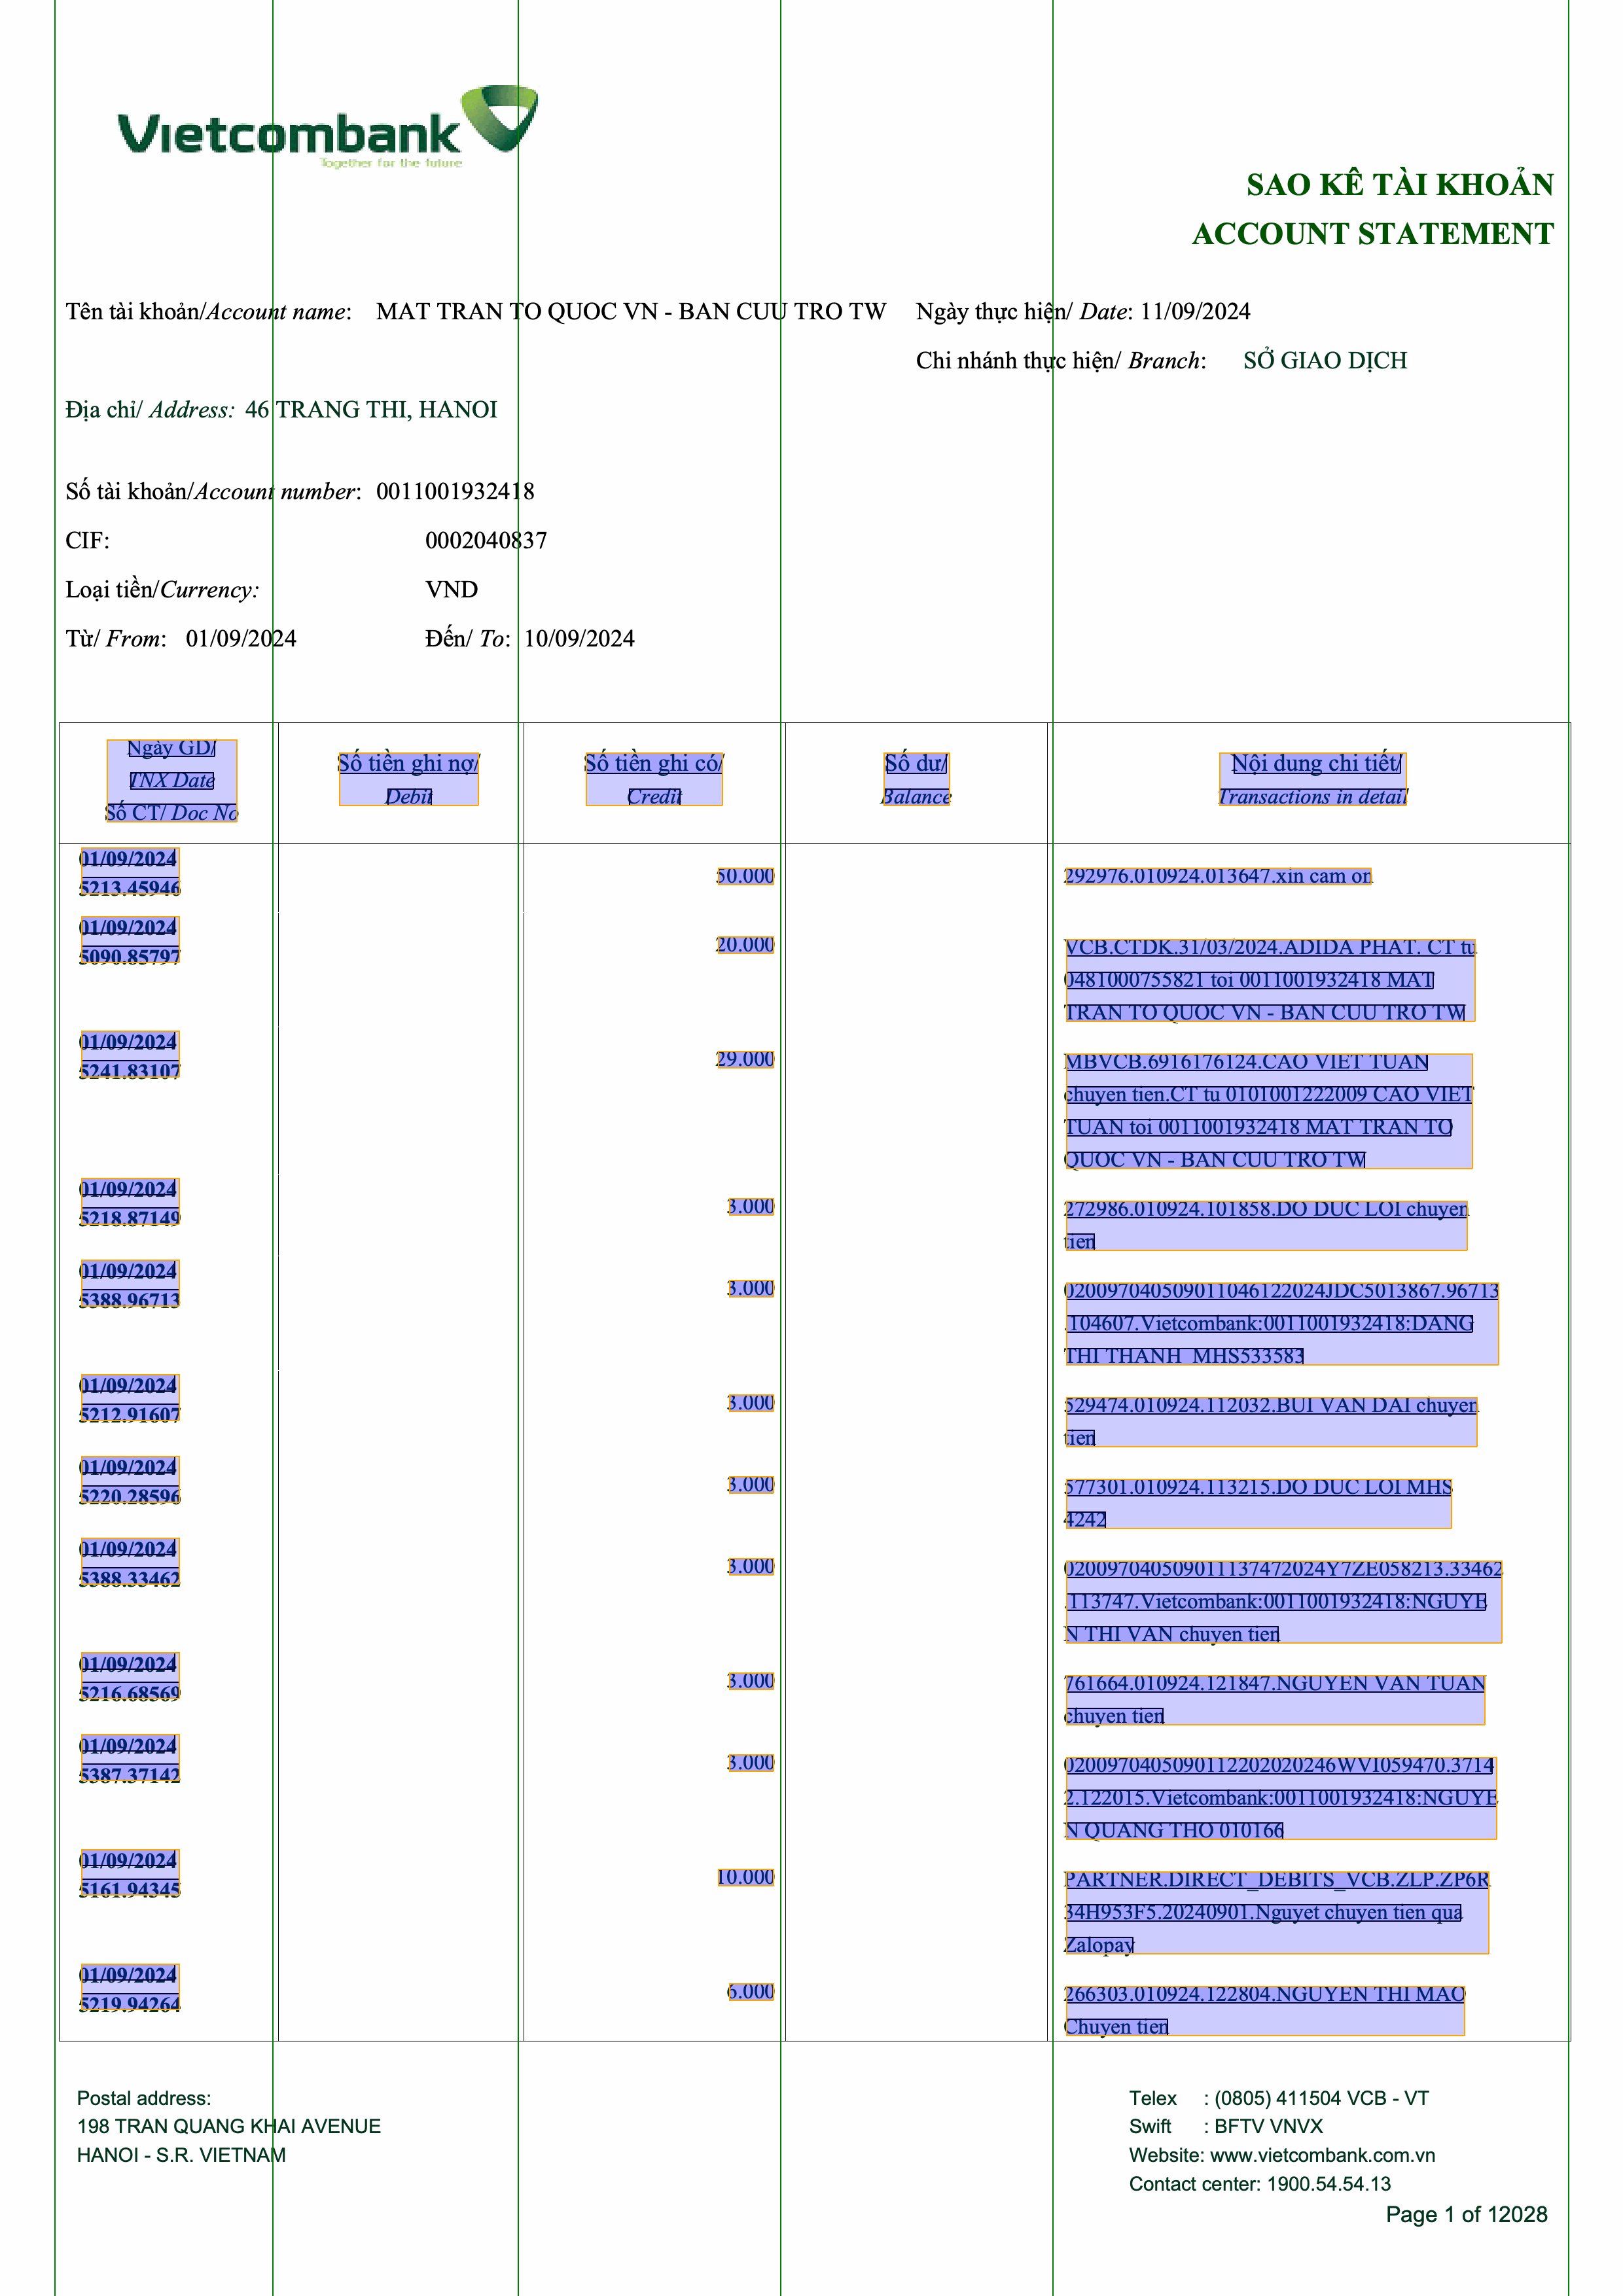 Vietcombank
Together for the future
SAO KÊ TÀI KHOẢN
ACCOUNT STATEMENT
Tên tài khoản/Account name: MAT TRAN TO QUOC VN - BAN CUU TRO TW Ngày thực hiện/ Date: 11/09/2024
Chi nhánh thực hiện/ Branch: SỞ GIAO DỊCH
Địa chỉ/ Address: 46 TRANG THI, HANOI
Số tài khoản/Account number: 0011001932418
CIF: 0002040837
Loại tiền/Currency: VND
Từ/ From: 01/09/2024 Đến/ To: 10/09/2024
Ngày GD/
TNX Date
Số CT/ Doc No
Số tiền ghi nợ/
Debit
Số tiền ghi có/
Credit
Số dư/
Balance
Nội dung chi tiết/
Transactions in detail
01/09/2024
5213.45946
50.000
292976.010924.013647.xin cam on
01/09/2024
5090.85797
20.000
VCB.CTDK.31/03/2024.ADIDA PHAT. CT tu
0481000755821 toi 0011001932418 MAT
TRAN TO QUOC VN - BAN CUU TRO TW
01/09/2024
5241.83107
29.000
MBVCB.6916176124.CAO VIET TUAN
chuyen tien.CT tu 0101001222009 CAO VIET
TUAN toi 0011001932418 MAT TRAN TO
QUOC VN - BAN CUU TRO TW
01/09/2024
5218.87149
3.000
272986.010924.101858.DO DUC LOI chuyen
tien
01/09/2024
5388.96713
3.000
020097040509011046122024JDC5013867.96713
.104607.Vietcombank:0011001932418:DANG
THI THANH MHS533583
01/09/2024
5212.91607
3.000
529474.010924.112032.BUI VAN DAI chuyen
tien
01/09/2024
5220.28596
3.000
577301.010924.113215.DO DUC LOI MHS
4242
01/09/2024
5388.33462
3.000
020097040509011137472024Y7ZE058213.33462
.113747.Vietcombank:0011001932418:NGUYE
N THI VAN chuyen tien
01/09/2024
5216.68569
3.000
761664.010924.121847.NGUYEN VAN TUAN
chuyen tien
01/09/2024
5387.37142
3.000
0200970405090112202020246WVI059470.3714
2.122015.Vietcombank:0011001932418:NGUYE
N QUANG THO 010166
01/09/2024
5161.94345
10.000
PARTNER.DIRECT_DEBITS_VCB.ZLP.ZP6R
34H953F5.20240901.Nguyet chuyen tien qua
Zalopay
01/09/2024
5219.94264
6.000
266303.010924.122804.NGUYEN THI MAO
Chuyen tien
Postal address:
198 TRAN QUANG KHAI AVENUE
HANOI - S.R. VIETNAM
Telex : (0805) 411504 VCB - VT
Swift : BFTV VNVX
Website: www.vietcombank.com.vn
Contact center: 1900.54.54.13
Page 1 of 12028